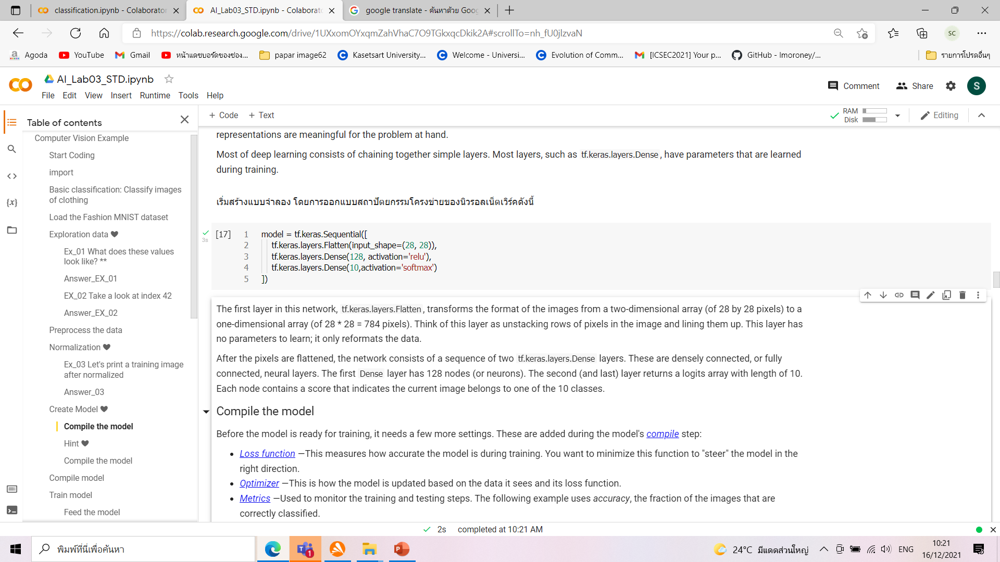 classification.ipynb - Colaborator
AI_Lab03_STD.ipynb - Colaborato
google translate - ค้นหาด้วย Goog
https://colab.research.google.com/drive/1UXxomOYxqmZahVhaC7O9TGkxqcDkik2A#scrollTo=nh_fU0jlzvaN
SC
Agoda
YouTube
Gmail
หน้าแดชบอร์ดของช่อง...
papar image62
Kasetsart University...
Welcome - Universi...
Evolution of Comm...
[ICSEC2021] Your p...
GitHub - lmoroney/...
รายการโปรดอื่นๆ
AI_Lab03_STD.ipynb
File Edit View Insert Runtime Tools Help
Comment
Share
S
Table of contents
Computer Vision Example
Start Coding
import
Basic classification: Classify images
of clothing
Load the Fashion MNIST dataset
Exploration data 🖤
Ex_01 What does these values
look like? **
Answer_EX_01
EX_02 Take a look at index 42
Answer_EX_02
Preprocess the data
Normalization 🖤
Ex_03 Let's print a training image
after normalized
Answer_03
Create Model 🖤
Compile the model
Hint 🖤
Compile the model
Compile model
Train model
Feed the model
+ Code + Text
RAM
Disk
Editing
representations are meaningful for the problem at hand.
Most of deep learning consists of chaining together simple layers. Most layers, such as tf.keras.layers.Dense, have parameters that are learned
during training.
เริ่มสร้างแบบจำลอง โดยการออกแบบสถาปัตยกรรมโครงข่ายของนิวรอลเน็ตเวิร์คดังนี้
3s
[17]
1 model = tf.keras.Sequential([
2 tf.keras.layers.Flatten(input_shape=(28, 28)),
3 tf.keras.layers.Dense(128, activation='relu'),
4 tf.keras.layers.Dense(10,activation='softmax')
5 ])
The first layer in this network, tf.keras.layers.Flatten, transforms the format of the images from a two-dimensional array (of 28 by 28 pixels) to a
one-dimensional array (of 28 * 28 = 784 pixels). Think of this layer as unstacking rows of pixels in the image and lining them up. This layer has
no parameters to learn; it only reformats the data.
After the pixels are flattened, the network consists of a sequence of two tf.keras.layers.Dense layers. These are densely connected, or fully
connected, neural layers. The first Dense layer has 128 nodes (or neurons). The second (and last) layer returns a logits array with length of 10.
Each node contains a score that indicates the current image belongs to one of the 10 classes.
Compile the model
Before the model is ready for training, it needs a few more settings. These are added during the model's compile step:
• Loss function —This measures how accurate the model is during training. You want to minimize this function to "steer" the model in the
right direction.
• Optimizer —This is how the model is updated based on the data it sees and its loss function.
• Metrics —Used to monitor the training and testing steps. The following example uses accuracy, the fraction of the images that are
correctly classified.
2s completed at 10:21 AM
พิมพ์ที่นี่เพื่อค้นหา
1
24°C มีแดดส่วนใหญ่
ENG
10:21
16/12/2021